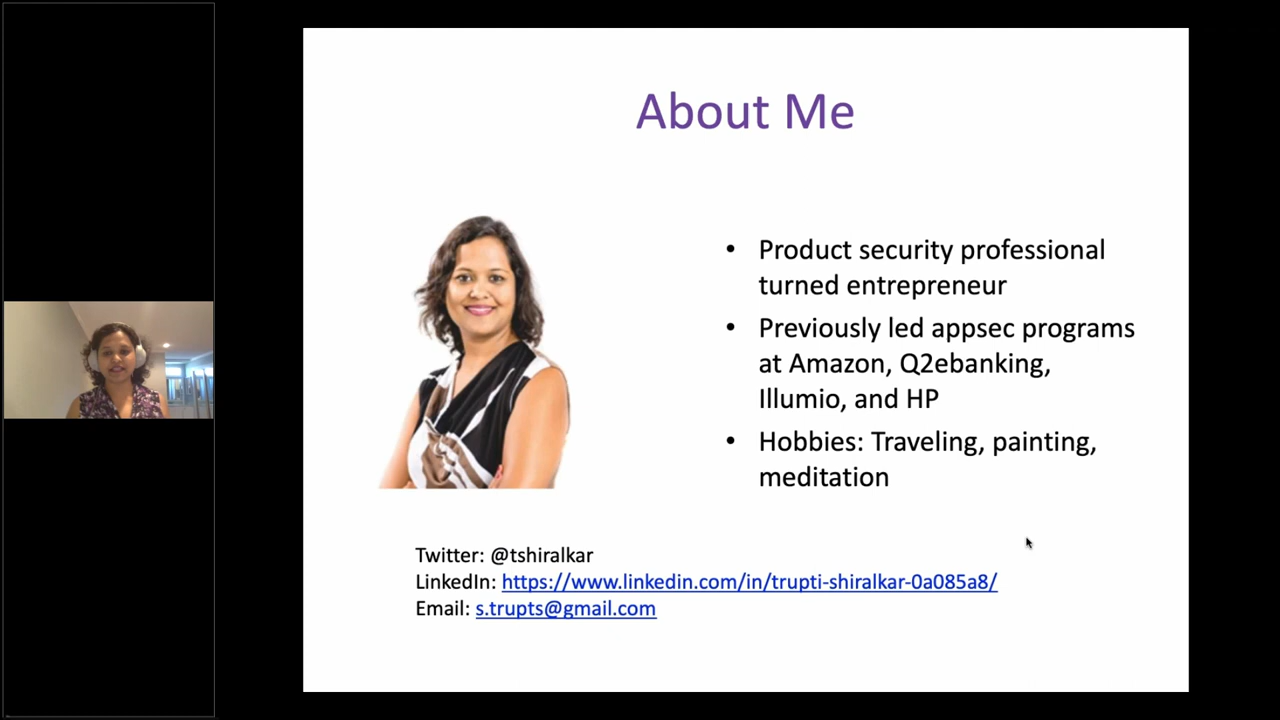 About Me
• Product security professional
turned entrepreneur
• Previously led appsec programs
at Amazon, Q2ebanking,
Illumio, and HP
• Hobbies: Traveling, painting,
meditation
Twitter: @tshiralkar
LinkedIn: https://www.linkedin.com/in/trupti-shiralkar-0a085a8/
Email: s.trupts@gmail.com